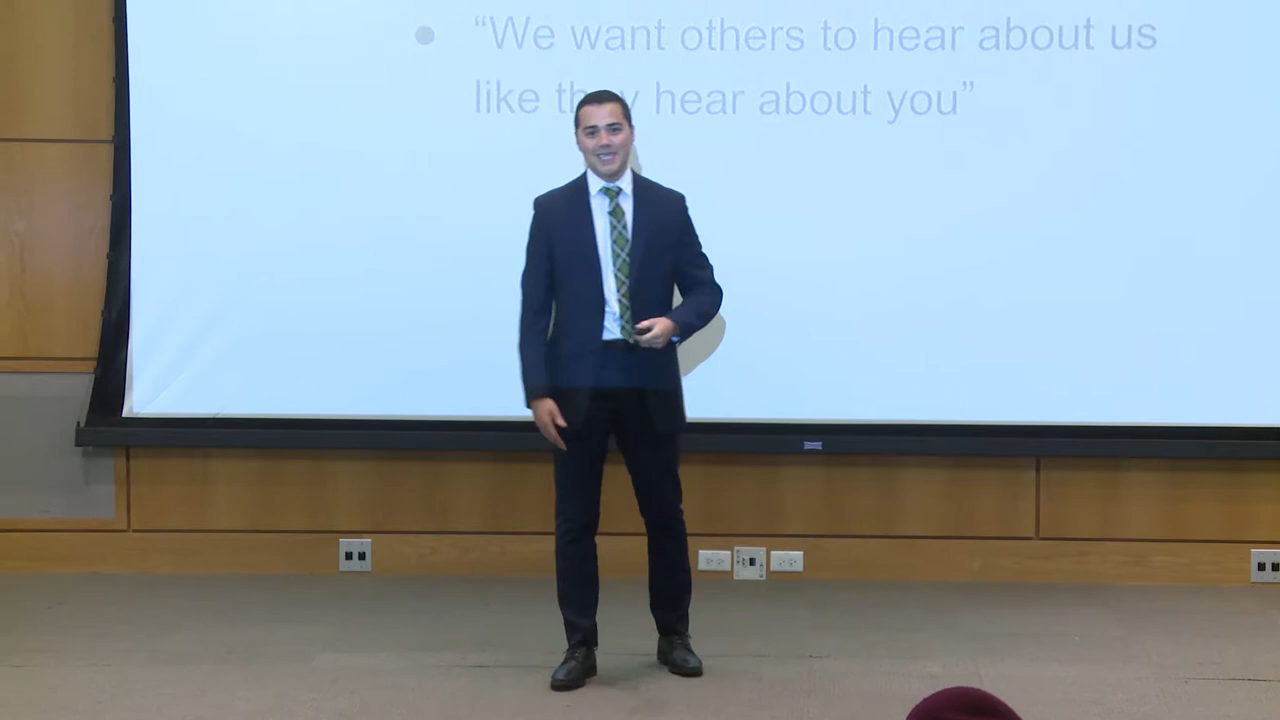 “We want others to hear about us
like they hear about you”